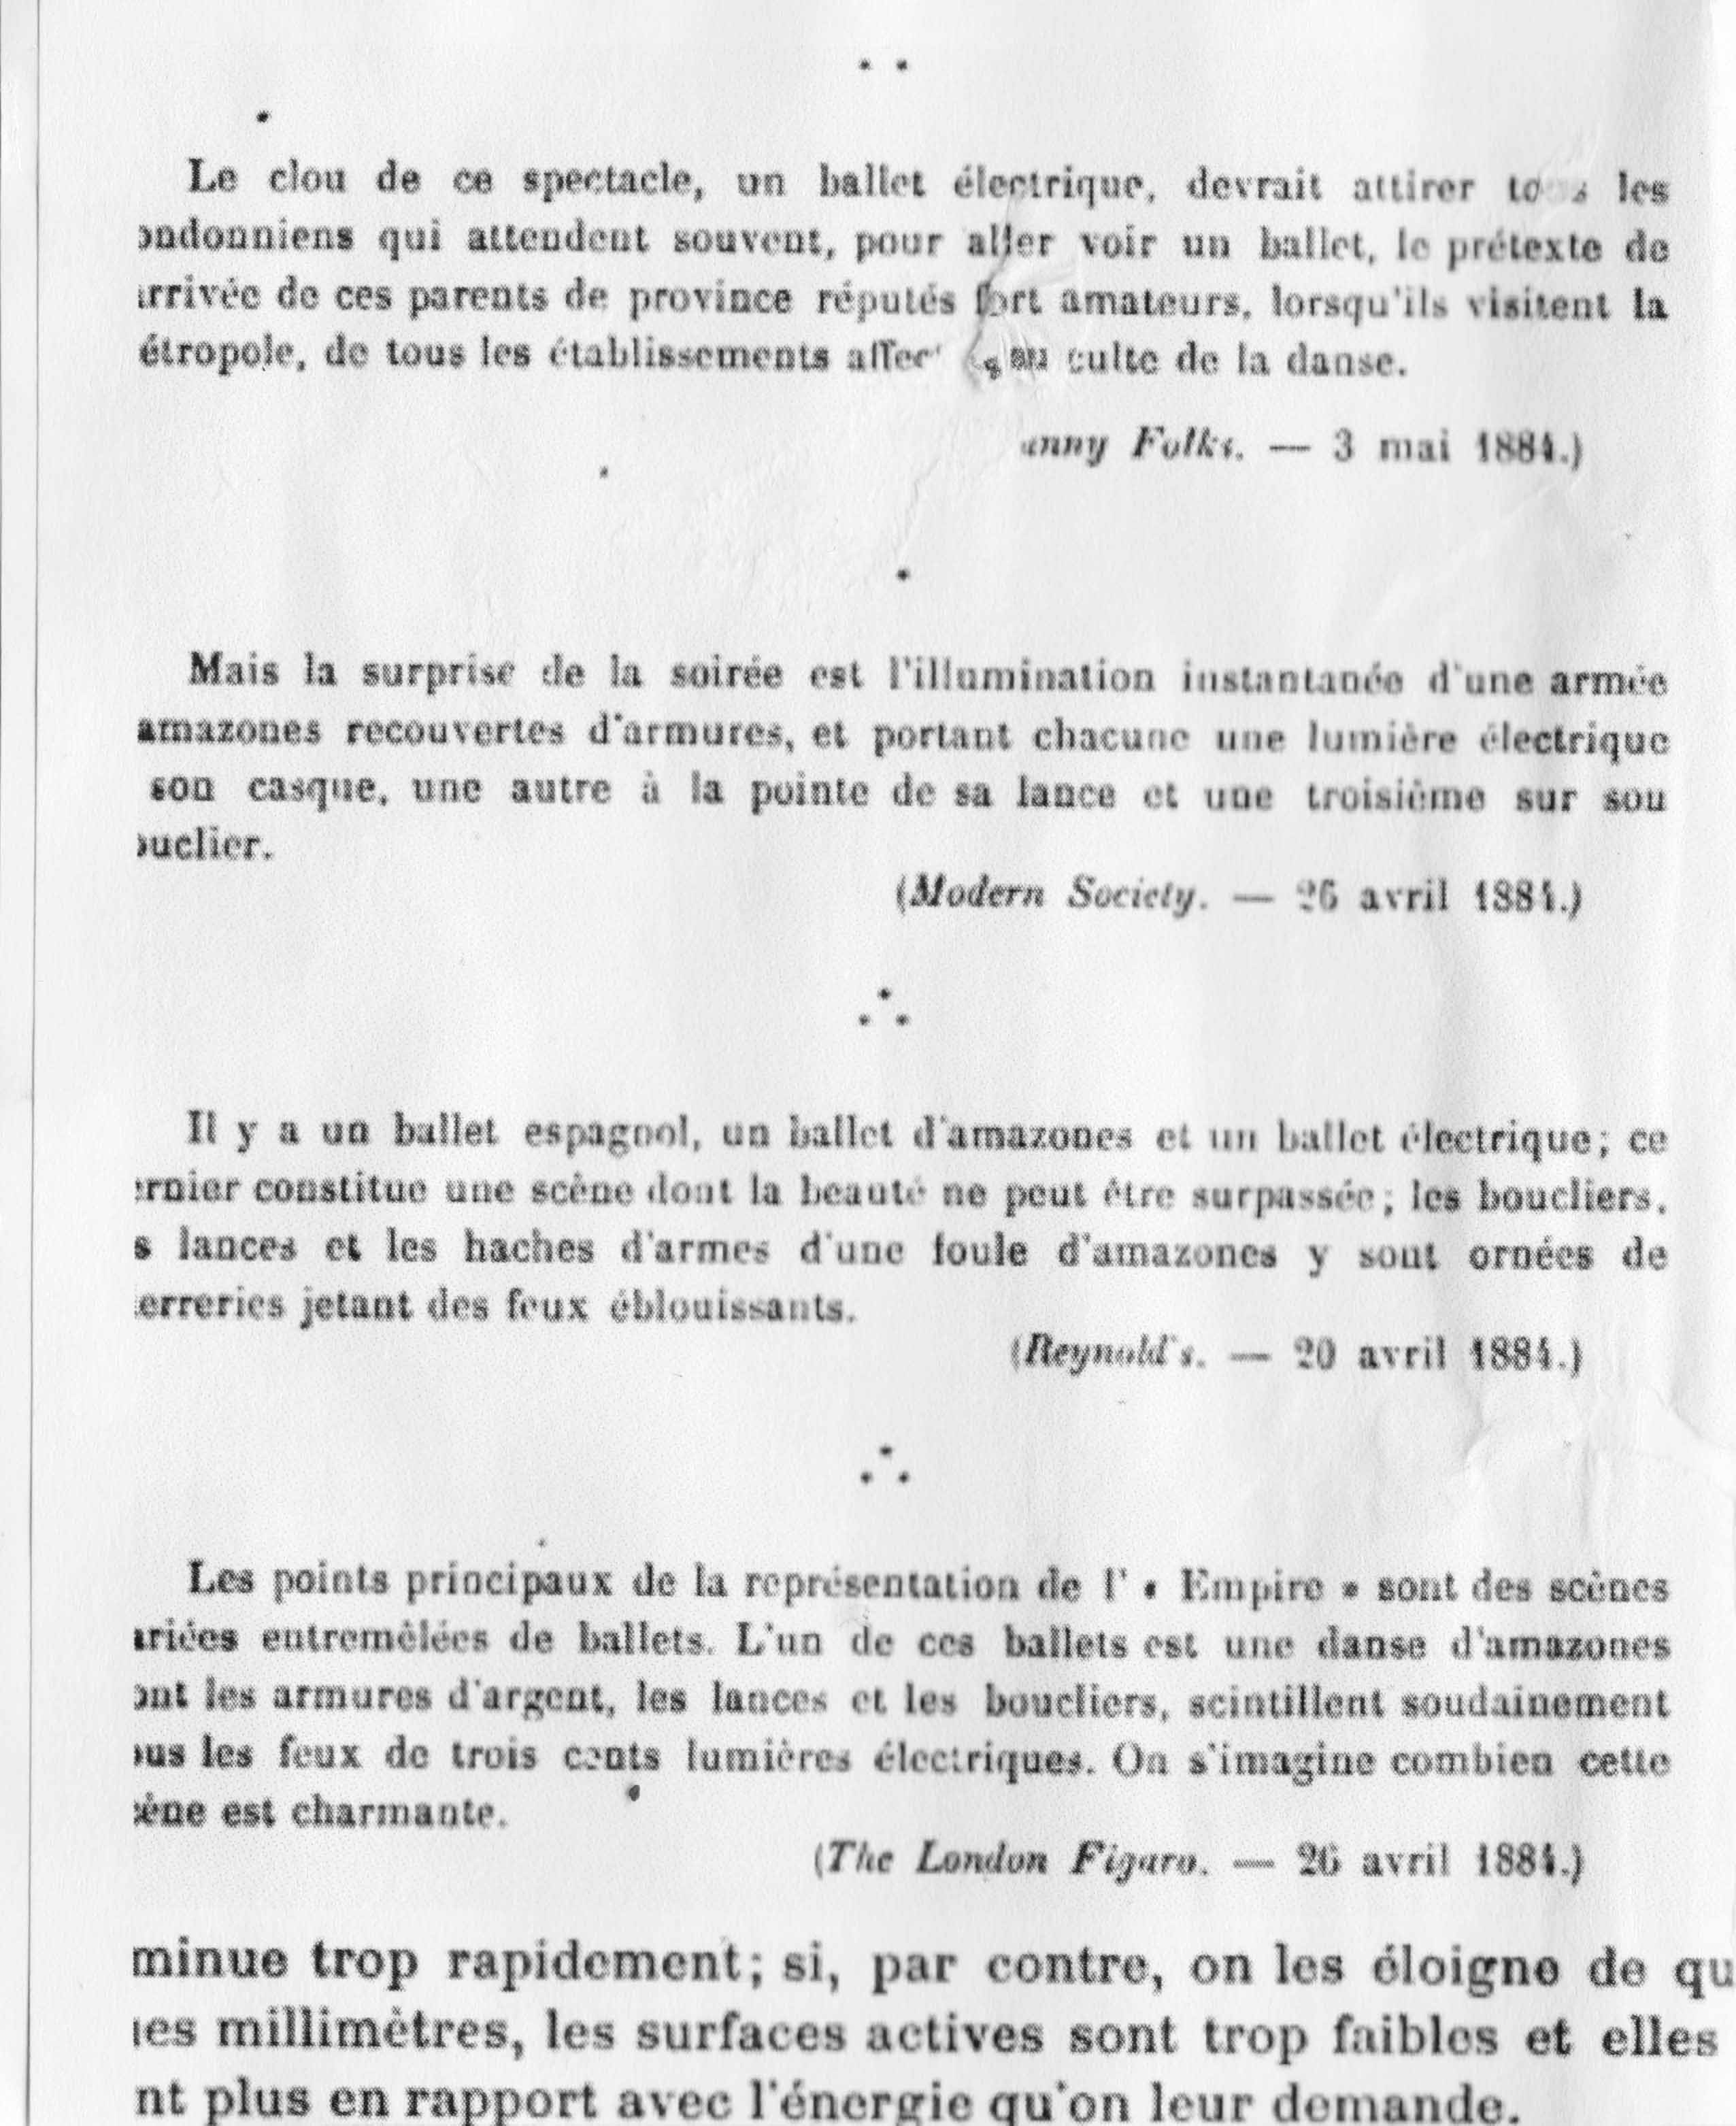 Le clou de ce spectacle, un ballet électrique, devrait attirer les
ondonniens qui attendent souvent, pour aller voir un ballet, le prétexte de
rrivée de ces parents de province réputés fort amateurs, lorsqu'ils visitent la
étropole, de tous les établissements au culte de la danse.
anny Folks. — 3 mai 1884.)
Mais la surprise de la soirée est l'illumination instantanée d'une armée
amazones recouvertes d'armures, et portant chacune une lumière électrique
son casque, une autre à la pointe de sa lance et une troisième sur son
ouclier.
(Modern Society. — 26 avril 1884.)
Il y a un ballet espagnol, un ballet d'amazones et un ballet électrique; ce
ernier constitue une scène dont la beauté ne peut être surpassée; les boucliers,
s lances et les haches d'armes d'une foule d'amazones y sont ornées de
erreries jetant des feux éblouissants.
(Reynold's. — 20 avril 1884.)
Les points principaux de la représentation de l' « Empire » sont des scènes
ariées entremêlées de ballets. L'un de ces ballets est une danse d'amazones
ont les armures d'argent, les lances et les boucliers, scintillent soudainement
ous les feux de trois cents lumières électriques. On s'imagine combien cette
cène est charmante.
(The London Figaro. — 26 avril 1884.)
minue trop rapidement; si, par contre, on les éloigne de qu
es millimètres, les surfaces actives sont trop faibles et elles
nt plus en rapport avec l'énergie qu'on leur demande.